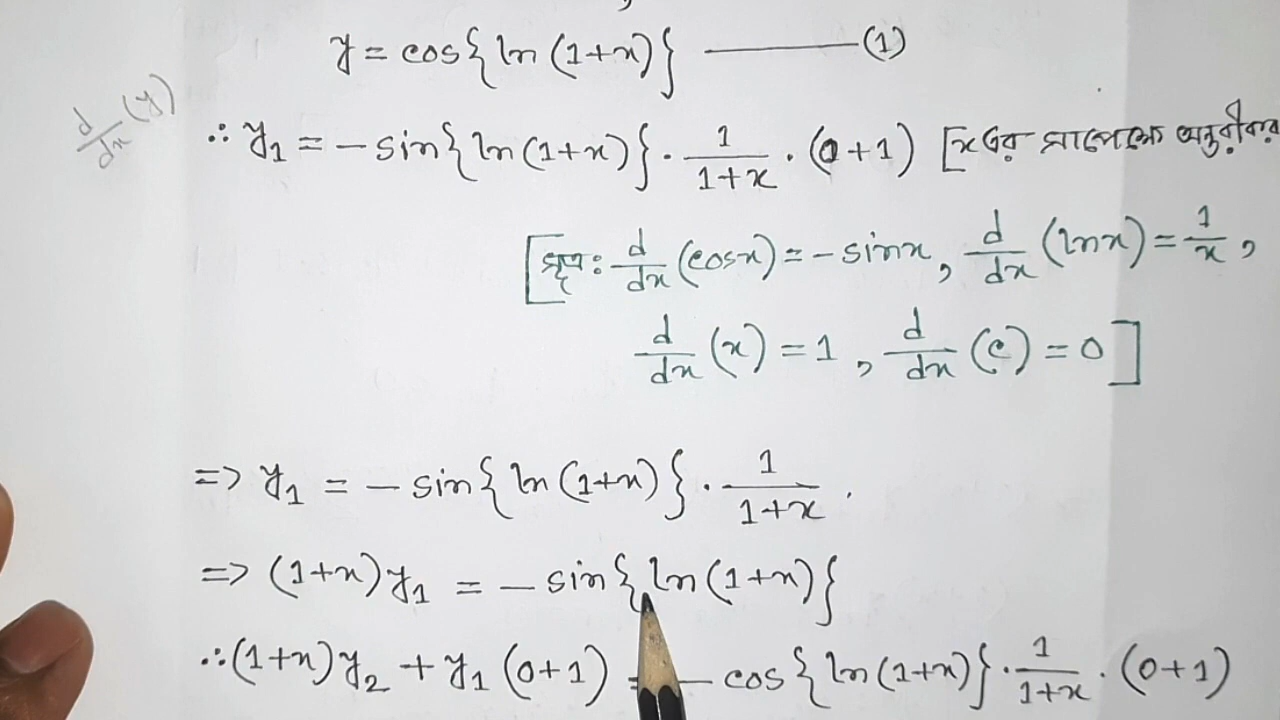 y = cos{ln(1+x)} ———— (1)
d/dx (y)
∴ y₁ = −sin{ln(1+x)} · 1/(1+x) · (0+1) [x এর সাপেক্ষে অন্তরীকরণ
[সূত্র: d/dx (cosx) = −sinx, d/dx (lnx) = 1/x,
d/dx (x) = 1, d/dx (c) = 0]
=> y₁ = −sin{ln(1+x)} · 1/(1+x) .
=> (1+x)y₁ = −sin{ln(1+x)}
∴ (1+x)y₂ + y₁(0+1) = − cos{ln(1+x)} · 1/(1+x) · (0+1)